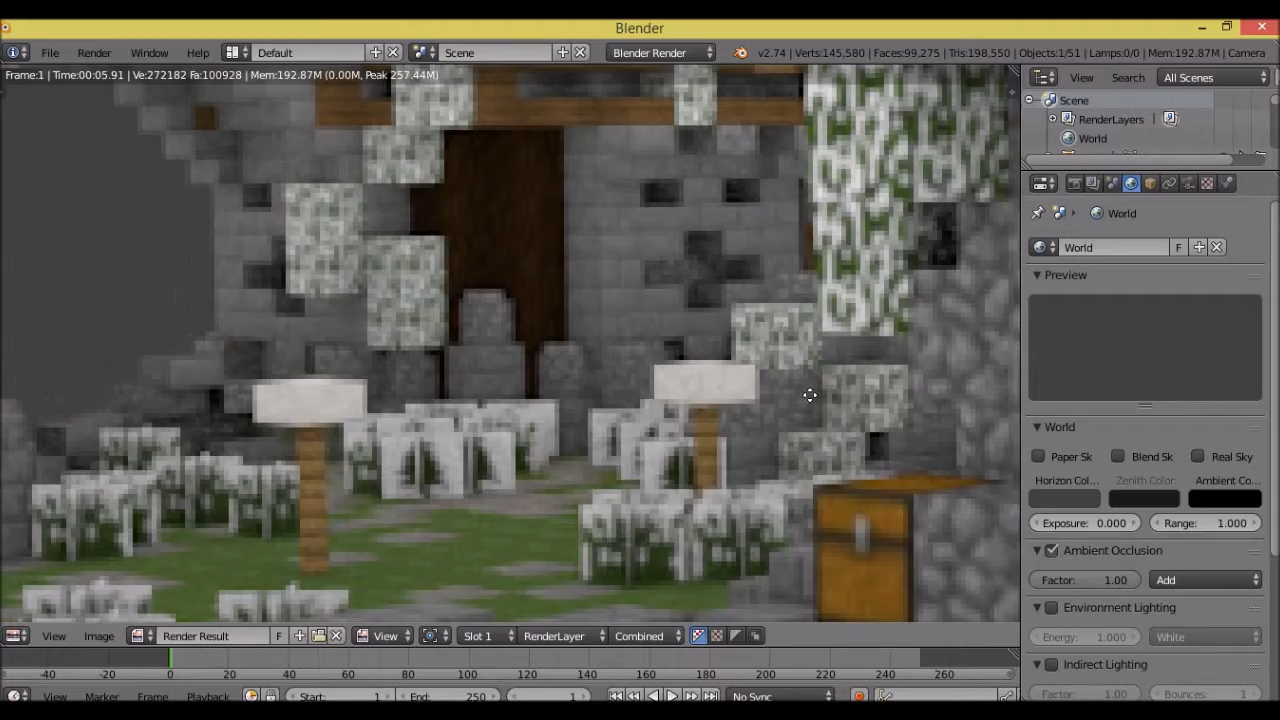 Blender
File Render Window Help Default Scene Blender Render v2.74 | Verts:145,580 | Faces:99,275 | Tris:198,550 | Objects:1/51 | Lamps:0/0 | Mem:192.87M | Camera
Frame:1 | Time:00:05.91 | Ve:272182 Fa:100928 | Mem:192.87M (0.00M, Peak 257.44M)
View Search All Scenes
Scene
RenderLayers |
World
World
World F
Preview
World
Paper Sk Blend Sk Real Sky
Horizon Col... Zenith Color: Ambient Co...
Exposure: 0.000 Range: 1.000
Ambient Occlusion
Factor: 1.00 Add
Environment Lighting
Energy: 1.000 White
Indirect Lighting
Factor: 1.00 Bounces: 1
View Image Render Result F View Slot 1 RenderLayer Combined
-40 -20 0 20 40 60 80 100 120 140 160 180 200 220 240 260
View Marker Frame Playback Start: 1 End: 250 1 No Sync